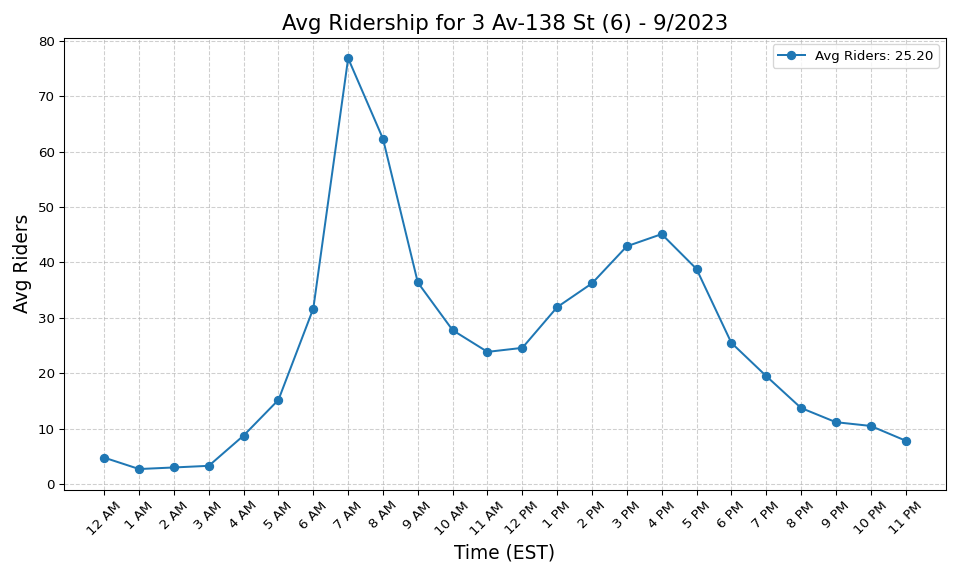 Avg Ridership for 3 Av-138 St (6) - 9/2023
Avg Riders: 25.20
Avg Riders
80
70
60
50
40
30
20
10
0
12 AM
1 AM
2 AM
3 AM
4 AM
5 AM
6 AM
7 AM
8 AM
9 AM
10 AM
11 AM
12 PM
1 PM
2 PM
3 PM
4 PM
5 PM
6 PM
7 PM
8 PM
9 PM
10 PM
11 PM
Time (EST)